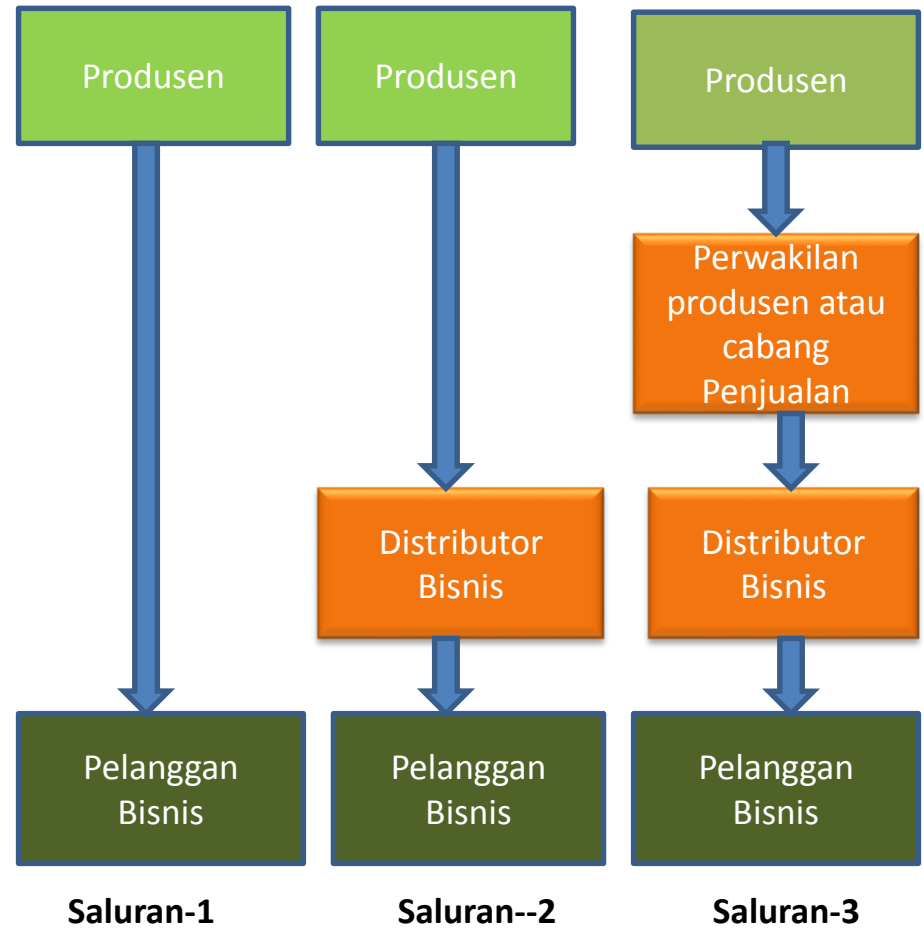 Produsen
Produsen
Produsen
Perwakilan
produsen atau
cabang
Penjualan
Distributor
Bisnis
Distributor
Bisnis
Pelanggan
Bisnis
Pelanggan
Bisnis
Pelanggan
Bisnis
Saluran-1
Saluran--2
Saluran-3